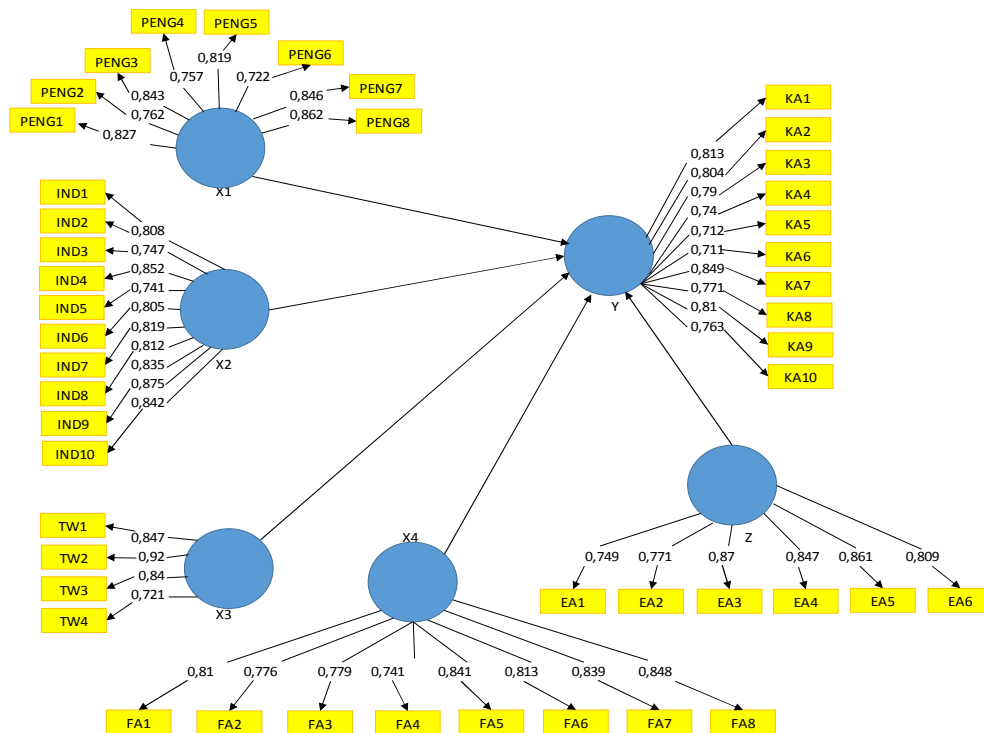 PENG4
PENG5
PENG3
PENG6
PENG2
PENG7
PENG1
PENG8
0,827
0,762
0,843
0,757
0,819
0,722
0,846
0,862
X1
IND1
IND2
IND3
IND4
IND5
IND6
IND7
IND8
IND9
IND10
0,808
0,747
0,852
0,741
0,805
0,819
0,812
0,835
0,875
0,842
X2
TW1
TW2
TW3
TW4
0,847
0,92
0,84
0,721
X3
X4
0,81
0,776
0,779
0,741
0,841
0,813
0,839
0,848
FA1
FA2
FA3
FA4
FA5
FA6
FA7
FA8
Y
0,813
0,804
0,79
0,74
0,712
0,711
0,849
0,771
0,81
0,763
KA1
KA2
KA3
KA4
KA5
KA6
KA7
KA8
KA9
KA10
Z
0,749
0,771
0,87
0,847
0,861
0,809
EA1
EA2
EA3
EA4
EA5
EA6